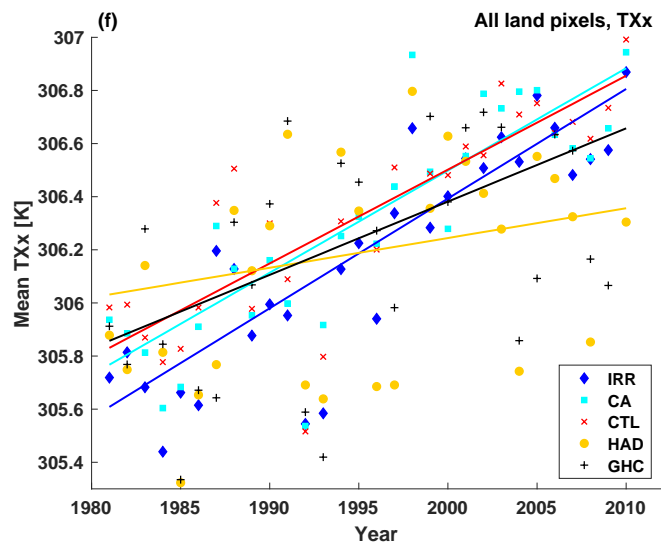 (f) All land pixels, TXx
307
306.8
306.6
306.4
306.2
306
305.8
305.6
305.4
Mean TXx [K]
1980 1985 1990 1995 2000 2005 2010
Year
IRR
CA
CTL
HAD
GHC